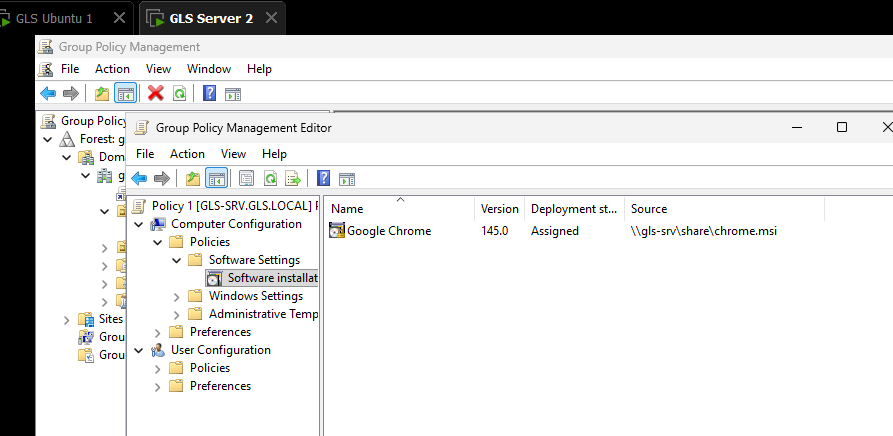 GLS Ubuntu 1
GLS Server 2
Group Policy Management
File Action View Window Help
Group Policy
Forest: g
Dom
g
Sites
Grou
Grou
Group Policy Management Editor
File Action View Help
Policy 1 [GLS-SRV.GLS.LOCAL] P
Computer Configuration
Policies
Software Settings
Software installat
Windows Settings
Administrative Temp
Preferences
User Configuration
Policies
Preferences
Name Version Deployment st... Source
Google Chrome 145.0 Assigned \\gls-srv\share\chrome.msi